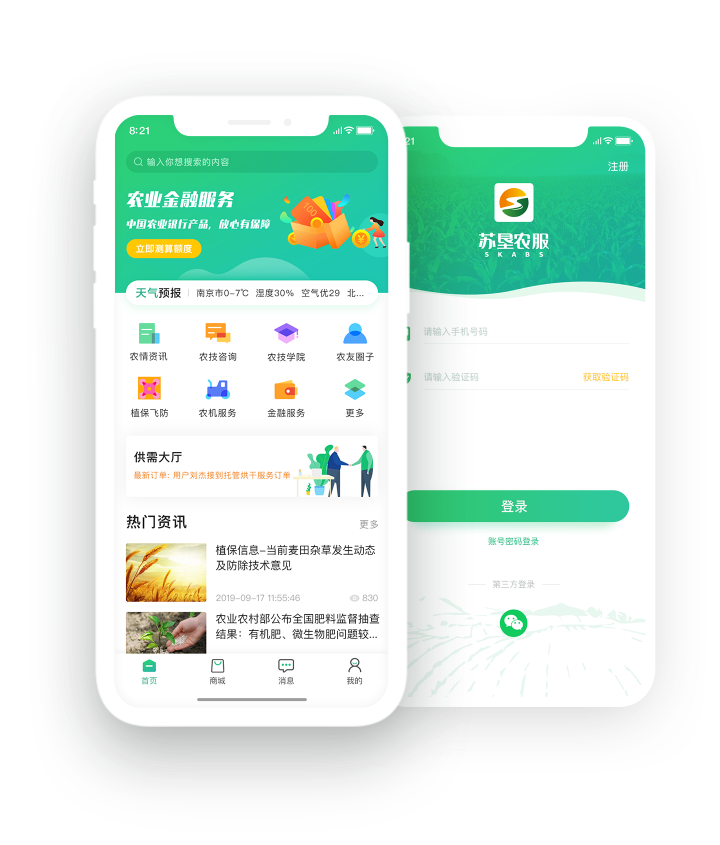 8:21
输入你想搜索的内容
农业金融服务
中国农业银行产品，放心有保障
100
立即测算额度
天气预报 南京市0-7℃ 湿度30% 空气优29 北...
农情资讯 农技咨询 农技学院 农友圈子
植保飞防 农机服务 金融服务 更多
供需大厅
最新订单：用户刘杰接到托管烘干服务订单
热门资讯 更多
植保信息-当前麦田杂草发生动态
及防除技术意见
2019-09-17 11:55:46 830
农业农村部公布全国肥料监督抽查
结果：有机肥、微生物肥问题较...
首页 商城 消息 我的
21
注册
苏垦农服
SKABS
请输入手机号码
请输入验证码 获取验证码
登录
账号密码登录
第三方登录